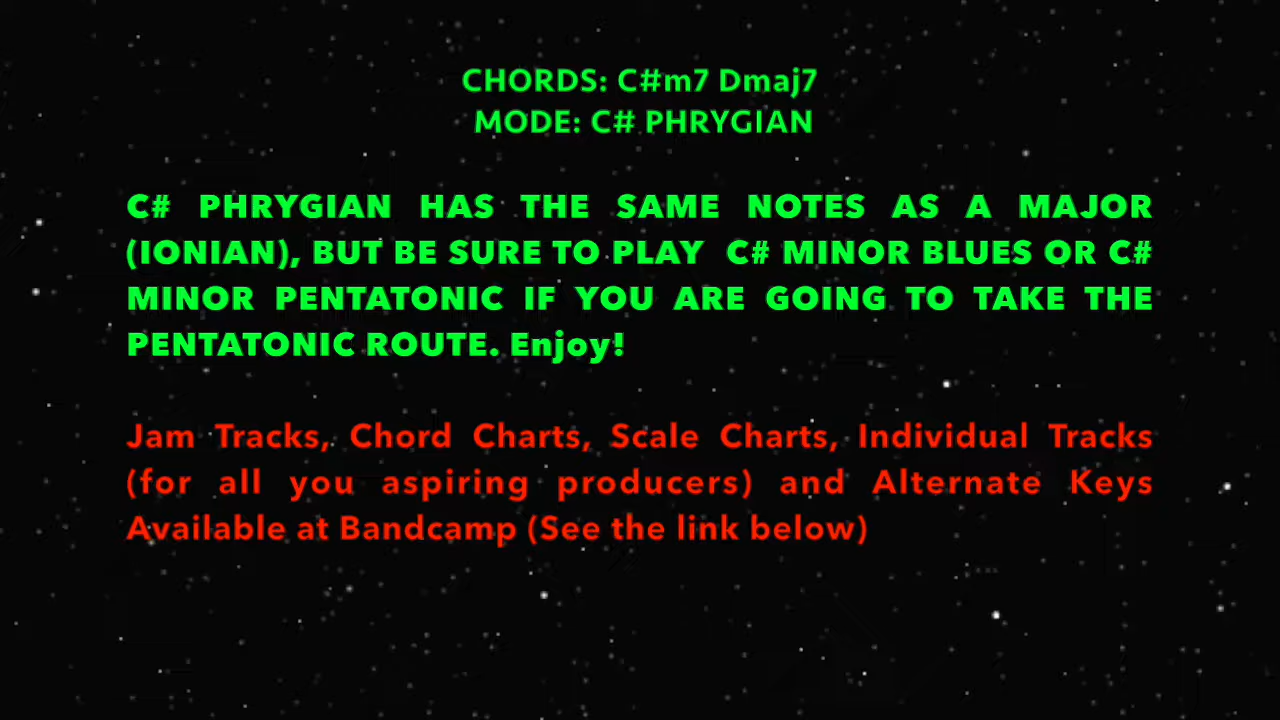 CHORDS: C#m7 Dmaj7
MODE: C# PHRYGIAN
C# PHRYGIAN HAS THE SAME NOTES AS A MAJOR
(IONIAN), BUT BE SURE TO PLAY C# MINOR BLUES OR C#
MINOR PENTATONIC IF YOU ARE GOING TO TAKE THE
PENTATONIC ROUTE. Enjoy!
Jam Tracks, Chord Charts, Scale Charts, Individual Tracks
(for all you aspiring producers) and Alternate Keys
Available at Bandcamp (See the link below)